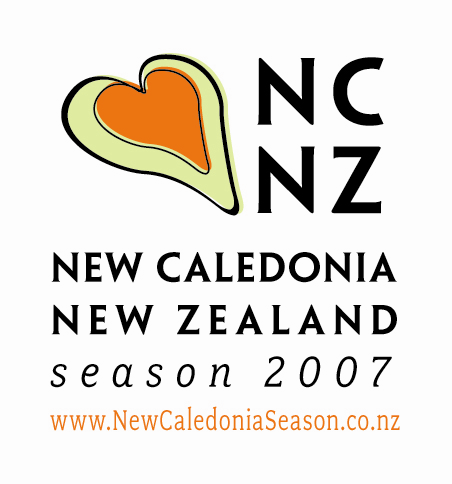 NC
NZ
NEW CALEDONIA
NEW ZEALAND
season 2007
www.NewCaledoniaSeason.co.nz